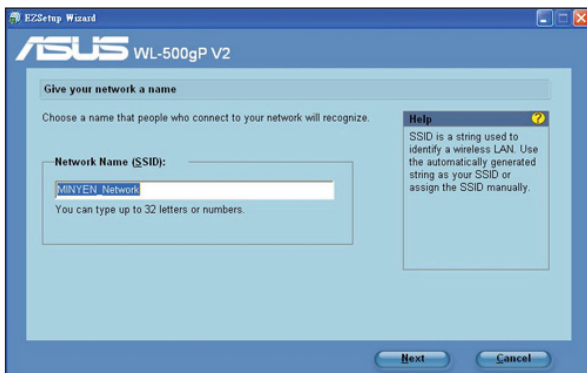 EZSetup Wizard
ASUS WL-500gP V2
Give your network a name
Choose a name that people who connect to your network will recognize.
Network Name (SSID):
MINYEN_Network
You can type up to 32 letters or numbers.
Help
SSID is a string used to
identify a wireless LAN. Use
the automatically generated
string as your SSID or
assign the SSID manually.
Next
Cancel